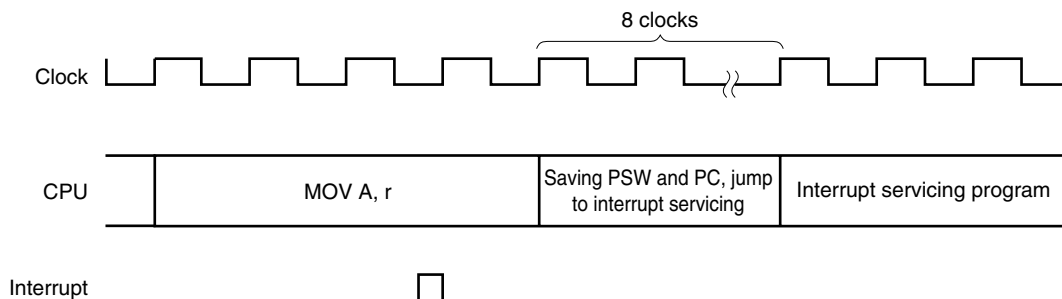 8 clocks
Clock
CPU
MOV A, r
Saving PSW and PC, jump
to interrupt servicing
Interrupt servicing program
Interrupt